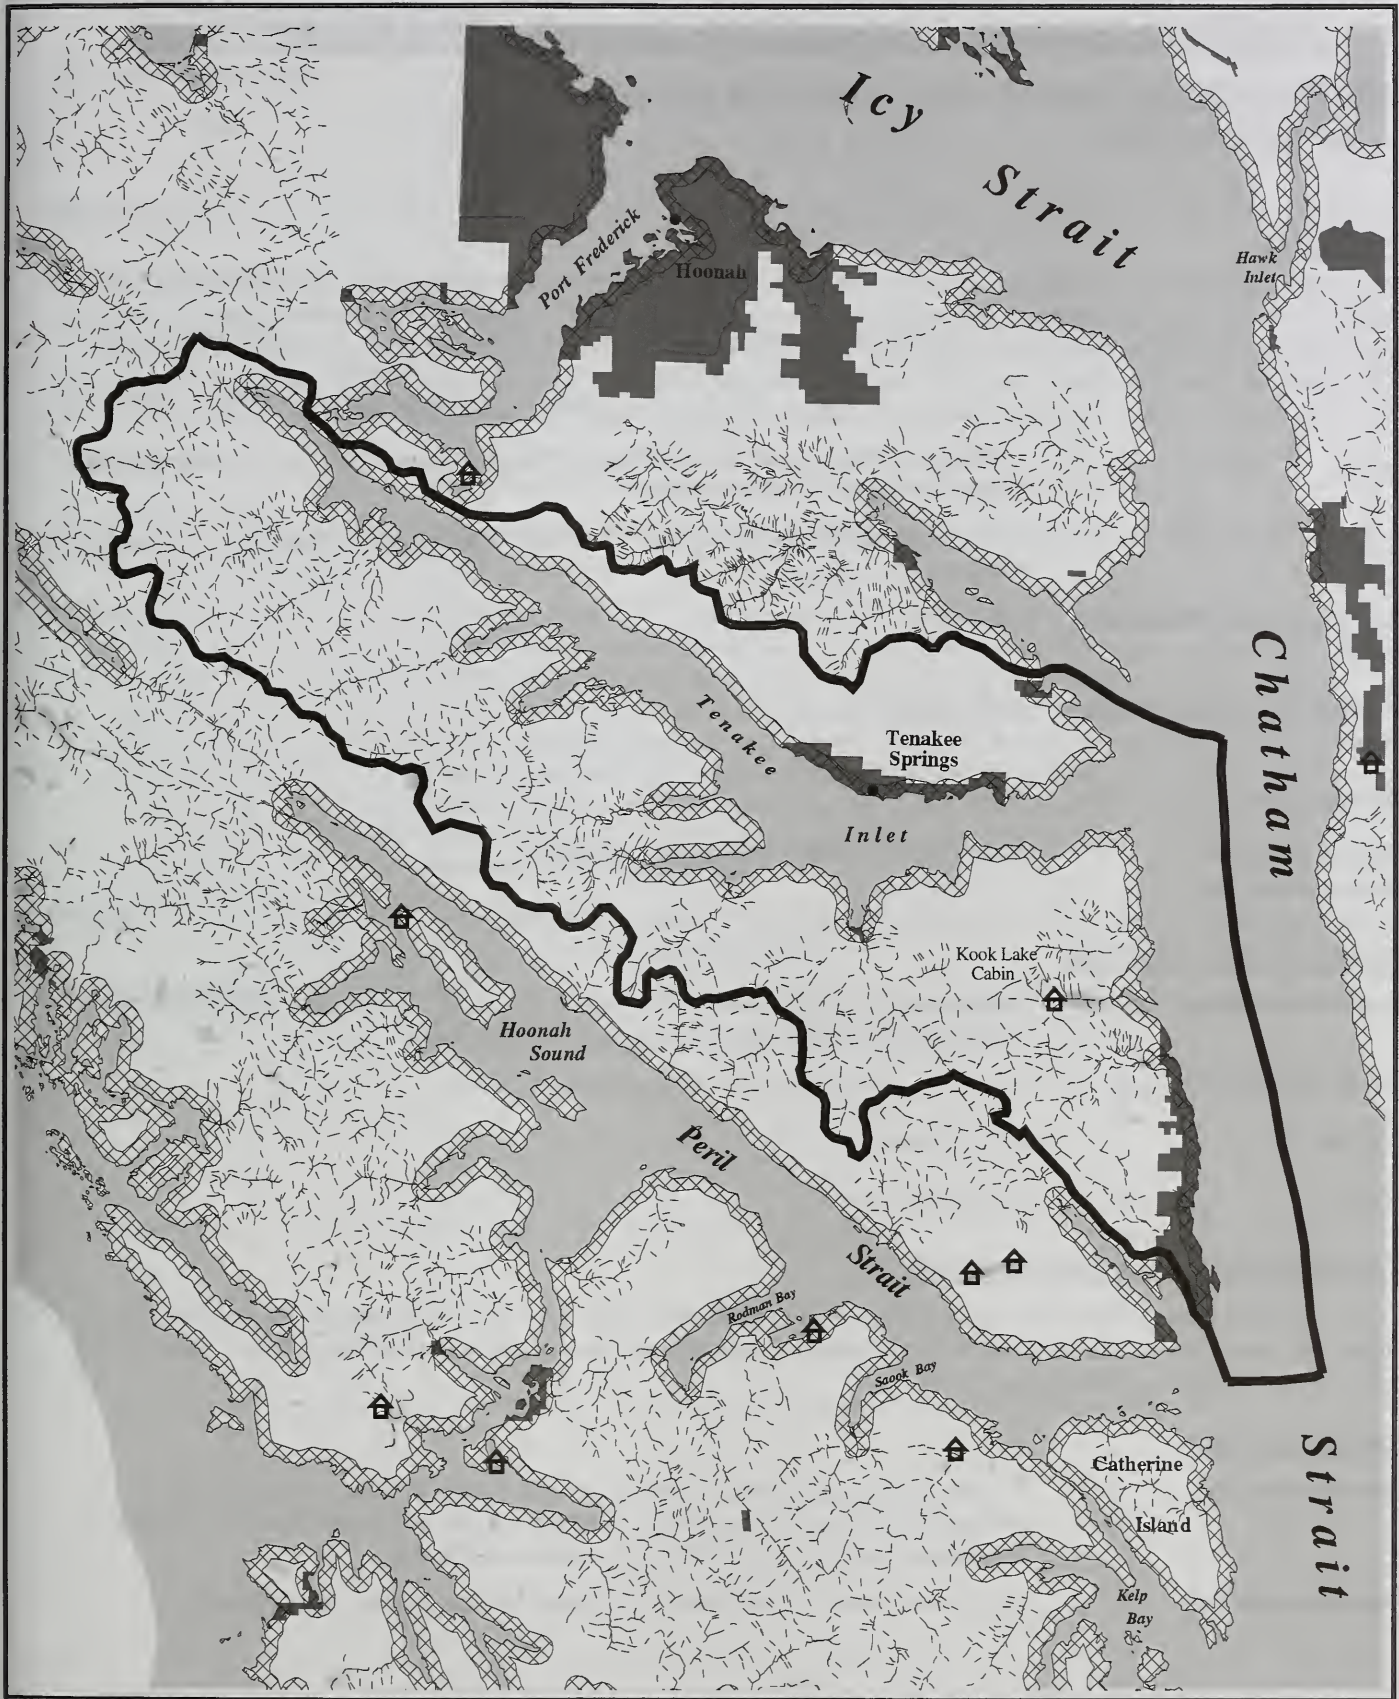 Icy
Strait
Port Frederick
Hoonah
Hawk
Inlet
Chatham
Tenakee
Tenakee
Springs
Inlet
Kook Lake
Cabin
Hoonah
Sound
Peril
Strait
Rodman Bay
Saook Bay
Catherine
Island
Strait
Kelp
Bay